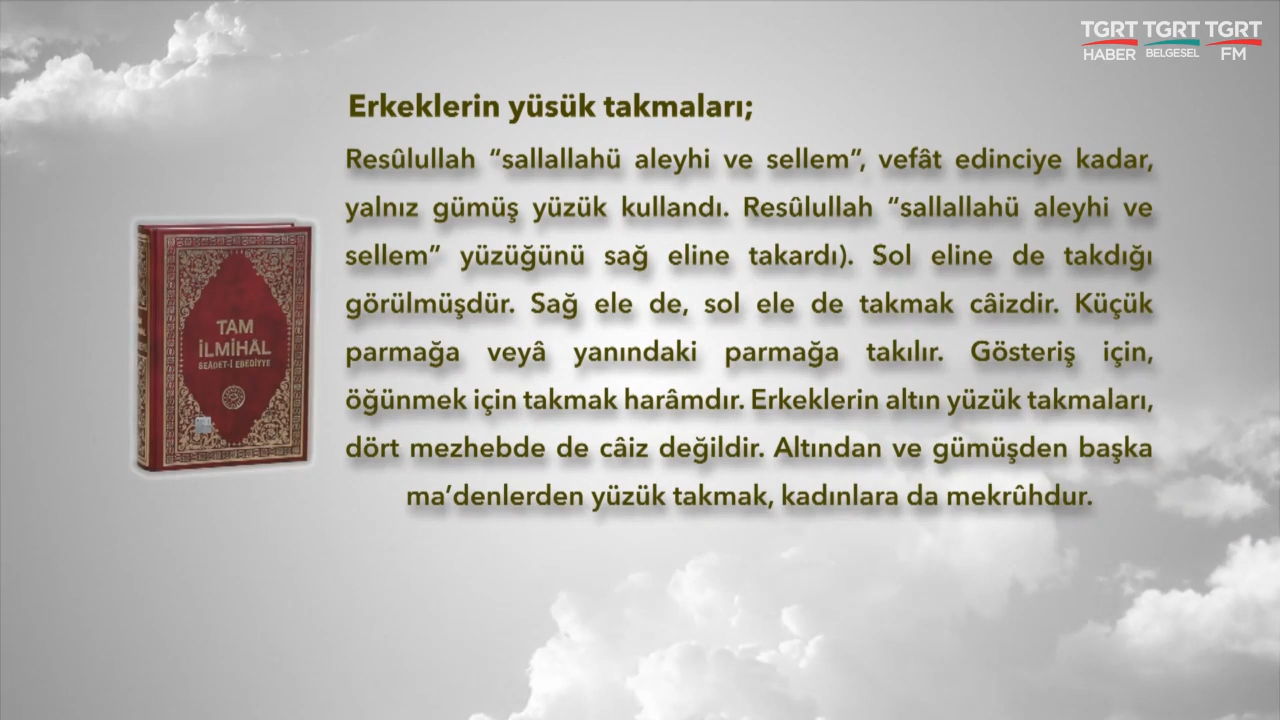 TGRT TGRT TGRT
HABER BELGESEL FM
Erkeklerin yüsük takmaları;
Resûlullah “sallallahü aleyhi ve sellem”, vefât edinciye kadar,
yalnız gümüş yüzük kullandı. Resûlullah “sallallahü aleyhi ve
sellem” yüzüğünü sağ eline takardı). Sol eline de takdığı
görülmüşdür. Sağ ele de, sol ele de takmak câizdir. Küçük
parmağa veyâ yanındaki parmağa takılır. Gösteriş için,
öğünmek için takmak harâmdır. Erkeklerin altın yüzük takmaları,
dört mezhebde de câiz değildir. Altından ve gümüşden başka
ma’denlerden yüzük takmak, kadınlara da mekrûhdur.
TAM
İLMİHÂL
SEÂDET-İ EBEDİYYE